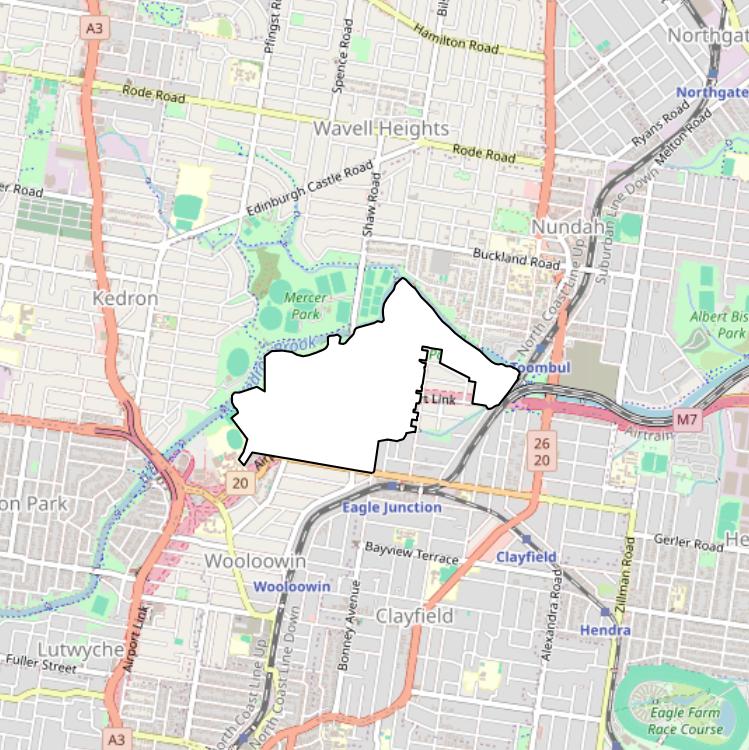 A3
Pfingst Road
Spence Road
Hamilton Road
Northgat
Northgate
Rode Road
Wavell Heights
Rode Road
Ryans Road
Melton Road
Edinburgh Castle Road
Shaw Road
er Road
Suburban Line Down
Nundah
Buckland Road
North Coast Line Up
Kedron
Mercer
Park
Albert Bis
Park
Brook
oombul
t Link
M7
Airtrain
26
20
20
Air
on Park
Eagle Junction
Bayview Terrace
Clayfield
Gerler Road
He
Wooloowin
Wooloowin
Bonney Avenue
Clayfield
Alexandra Road
Zillman Road
Hendra
Airport Link
Lutwyche
Fuller Street
North Coast Line Up
North Coast Line Down
Eagle Farm
Race Course
A3